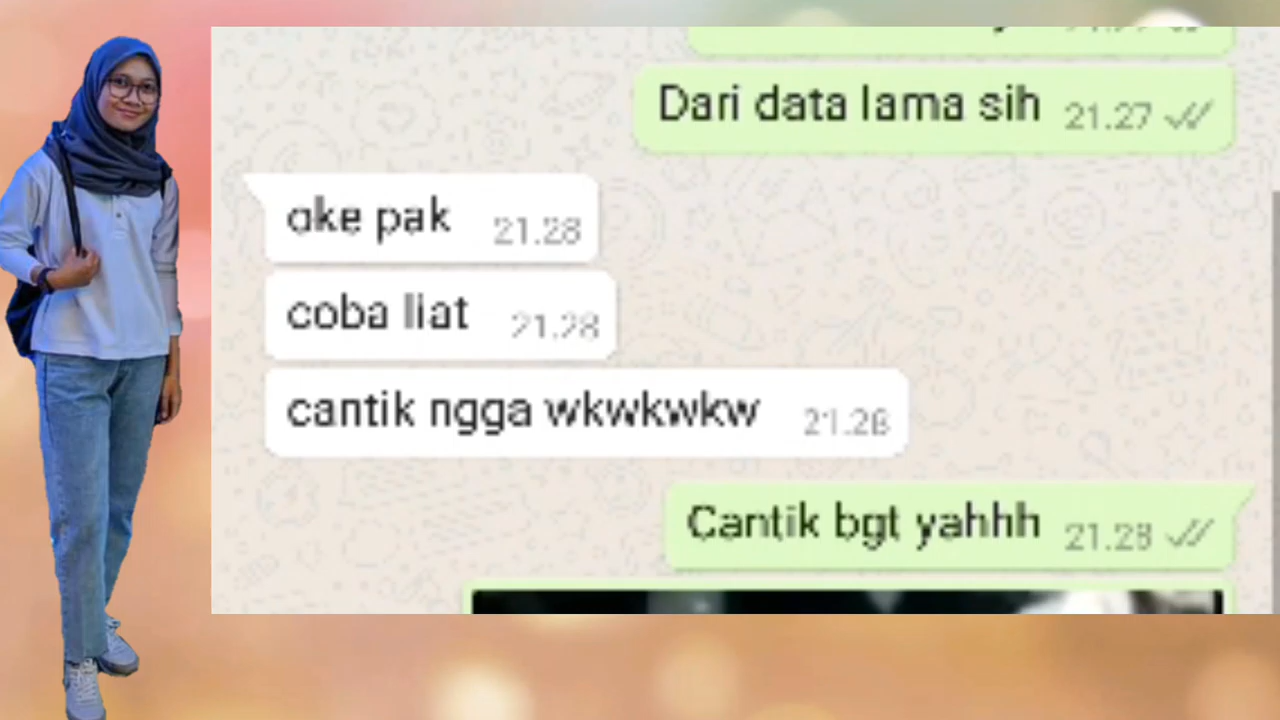 Dari data lama sih 21.27
oke pak 21.28
coba liat 21.28
cantik ngga wkwkwkw 21.28
Cantik bgt yahhh 21.28